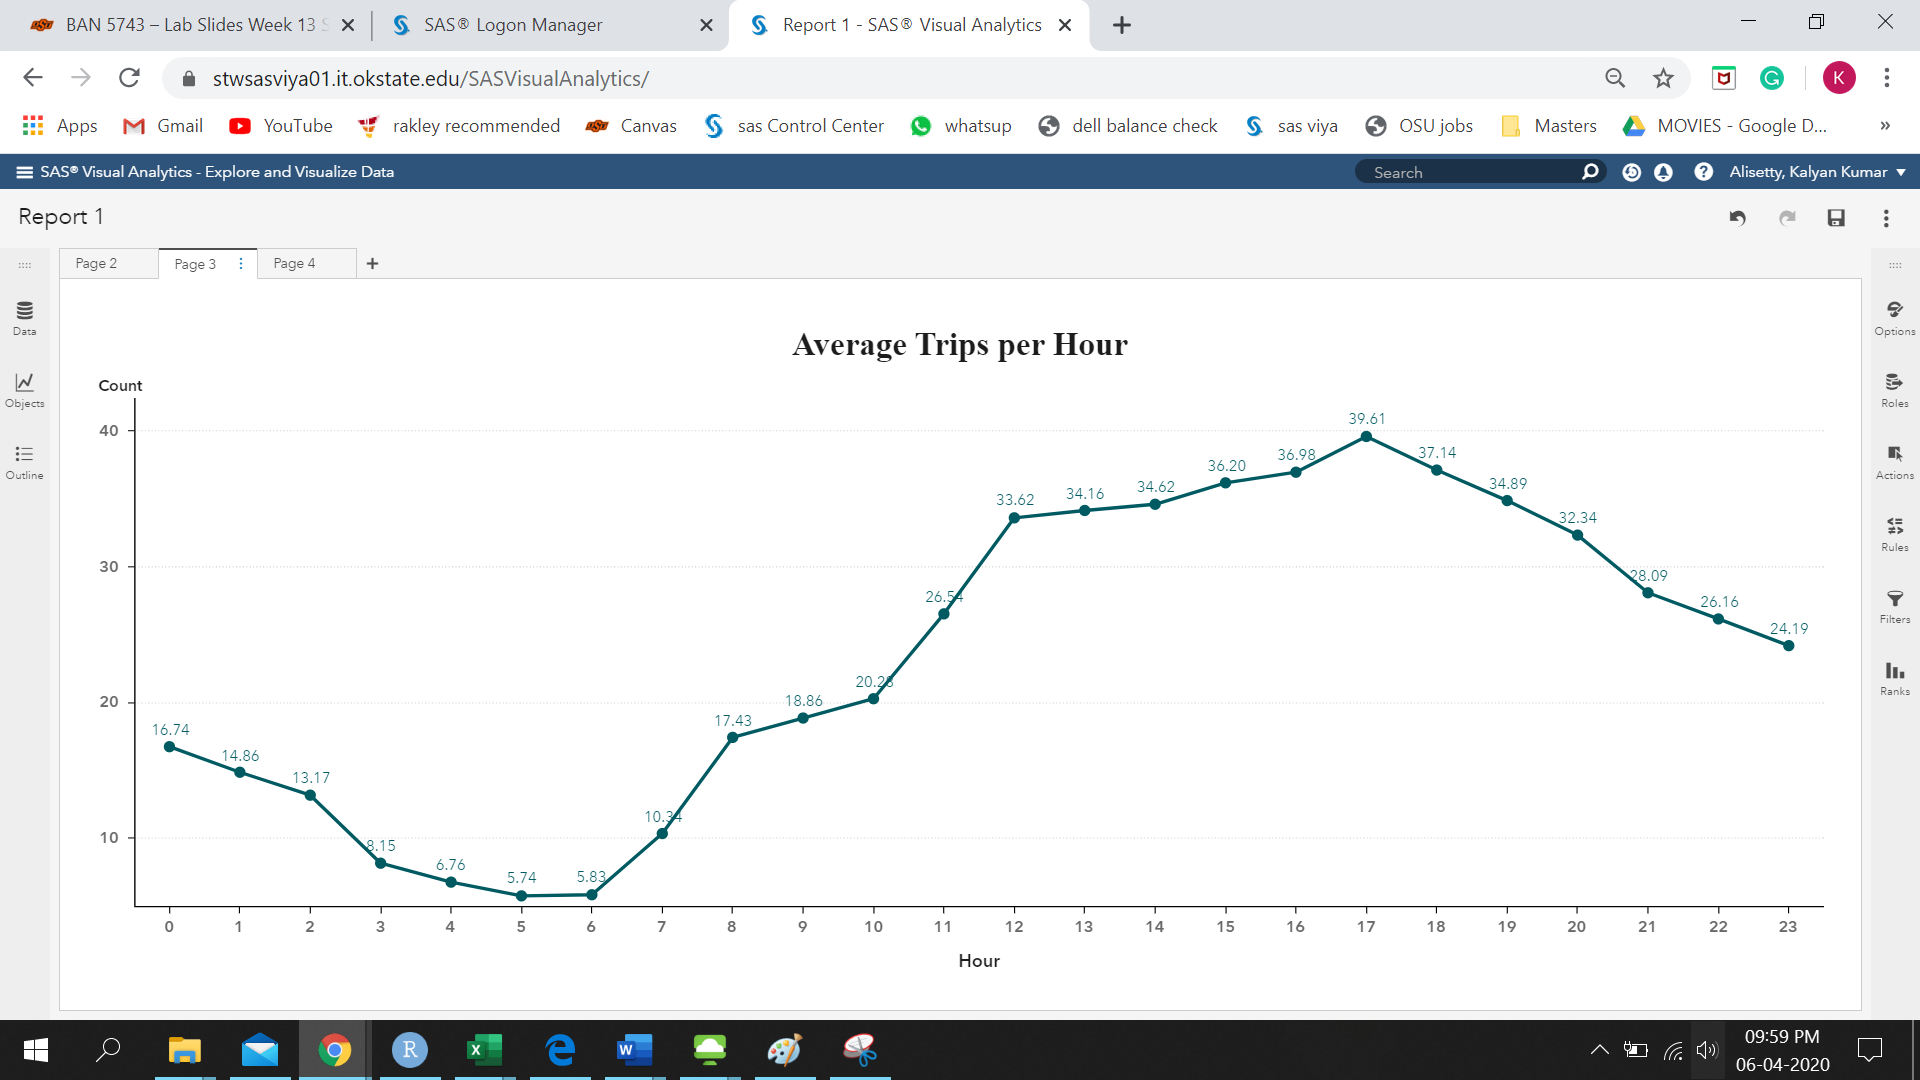 BAN 5743 – Lab Slides Week 13 S
SAS® Logon Manager
Report 1 - SAS® Visual Analytics
stwsasviya01.it.okstate.edu/SASVisualAnalytics/
K
Apps
Gmail
YouTube
rakley recommended
Canvas
sas Control Center
whatsup
dell balance check
sas viya
OSU jobs
Masters
MOVIES - Google D...
»
SAS® Visual Analytics - Explore and Visualize Data
Search
Alisetty, Kalyan Kumar
Report 1
Page 2
Page 3
Page 4
Data
Objects
Outline
Options
Roles
Actions
Rules
Filters
Ranks
Average Trips per Hour
Count
40
30
20
10
16.74
14.86
13.17
8.15
6.76
5.74
5.83
10.34
17.43
18.86
20.28
26.54
33.62
34.16
34.62
36.20
36.98
39.61
37.14
34.89
32.34
28.09
26.16
24.19
0 1 2 3 4 5 6 7 8 9 10 11 12 13 14 15 16 17 18 19 20 21 22 23
Hour
09:59 PM
06-04-2020